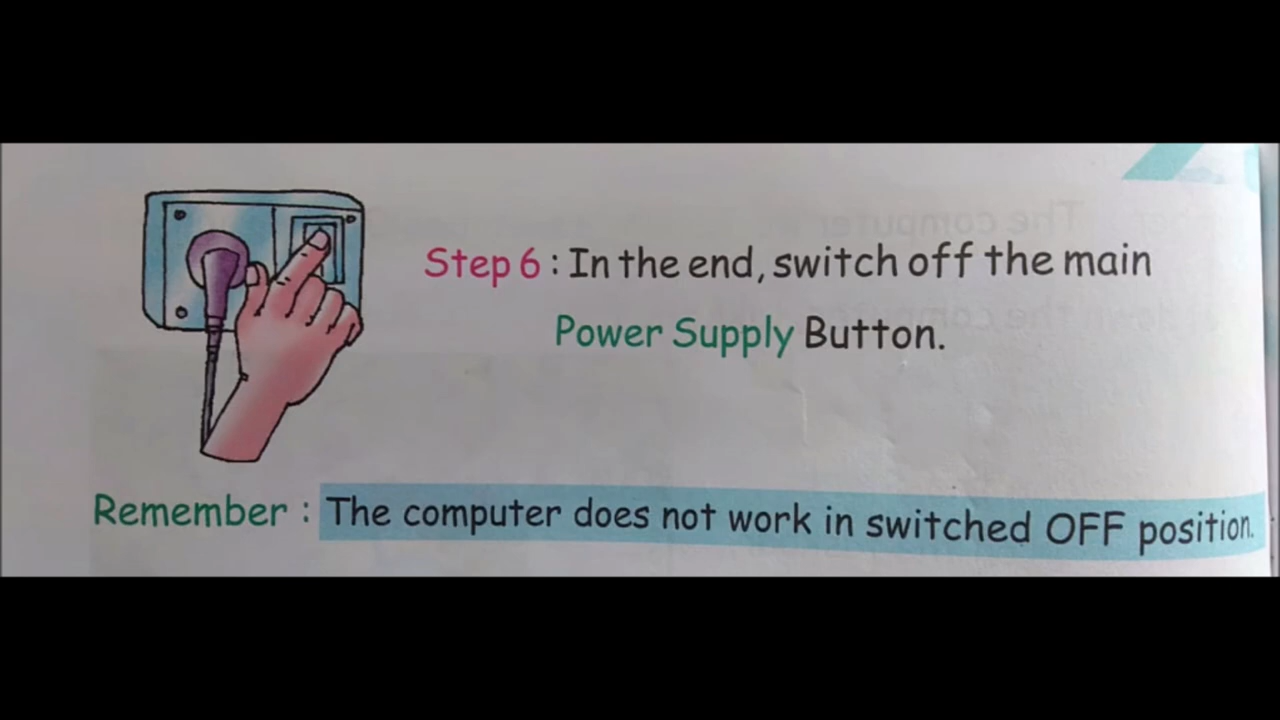 Step 6 : In the end, switch off the main
Power Supply Button.
Remember : The computer does not work in switched OFF position.